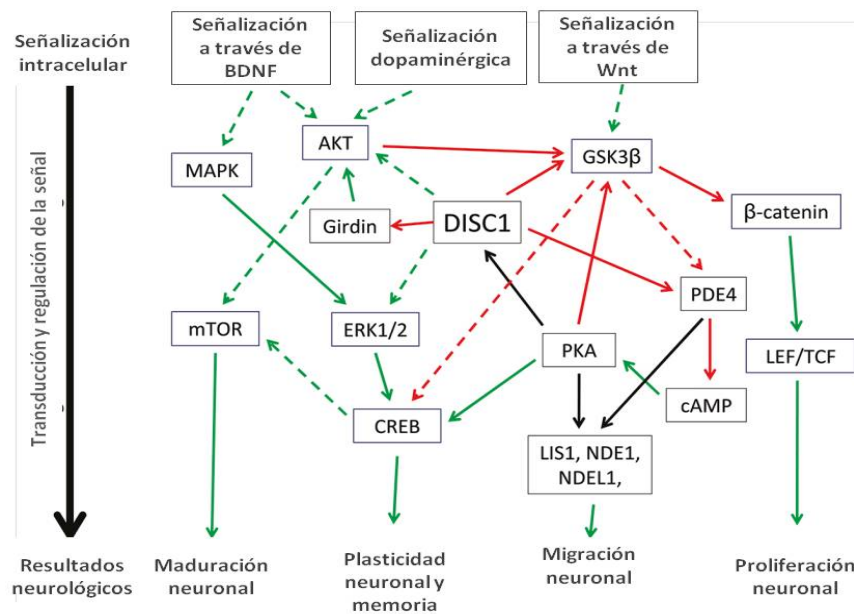 Señalización
intracelular
Señalización
a través de
BDNF
Señalización
dopaminérgica
Señalización
a través de
Wnt
AKT
GSK3β
MAPK
Girdin
DISC1
β-catenin
PDE4
mTOR
ERK1/2
PKA
LEF/TCF
cAMP
CREB
LIS1, NDE1,
NDEL1,
Transducción y regulación de la señal
Resultados
neurológicos
Maduración
neuronal
Plasticidad
neuronal y
memoria
Migración
neuronal
Proliferación
neuronal